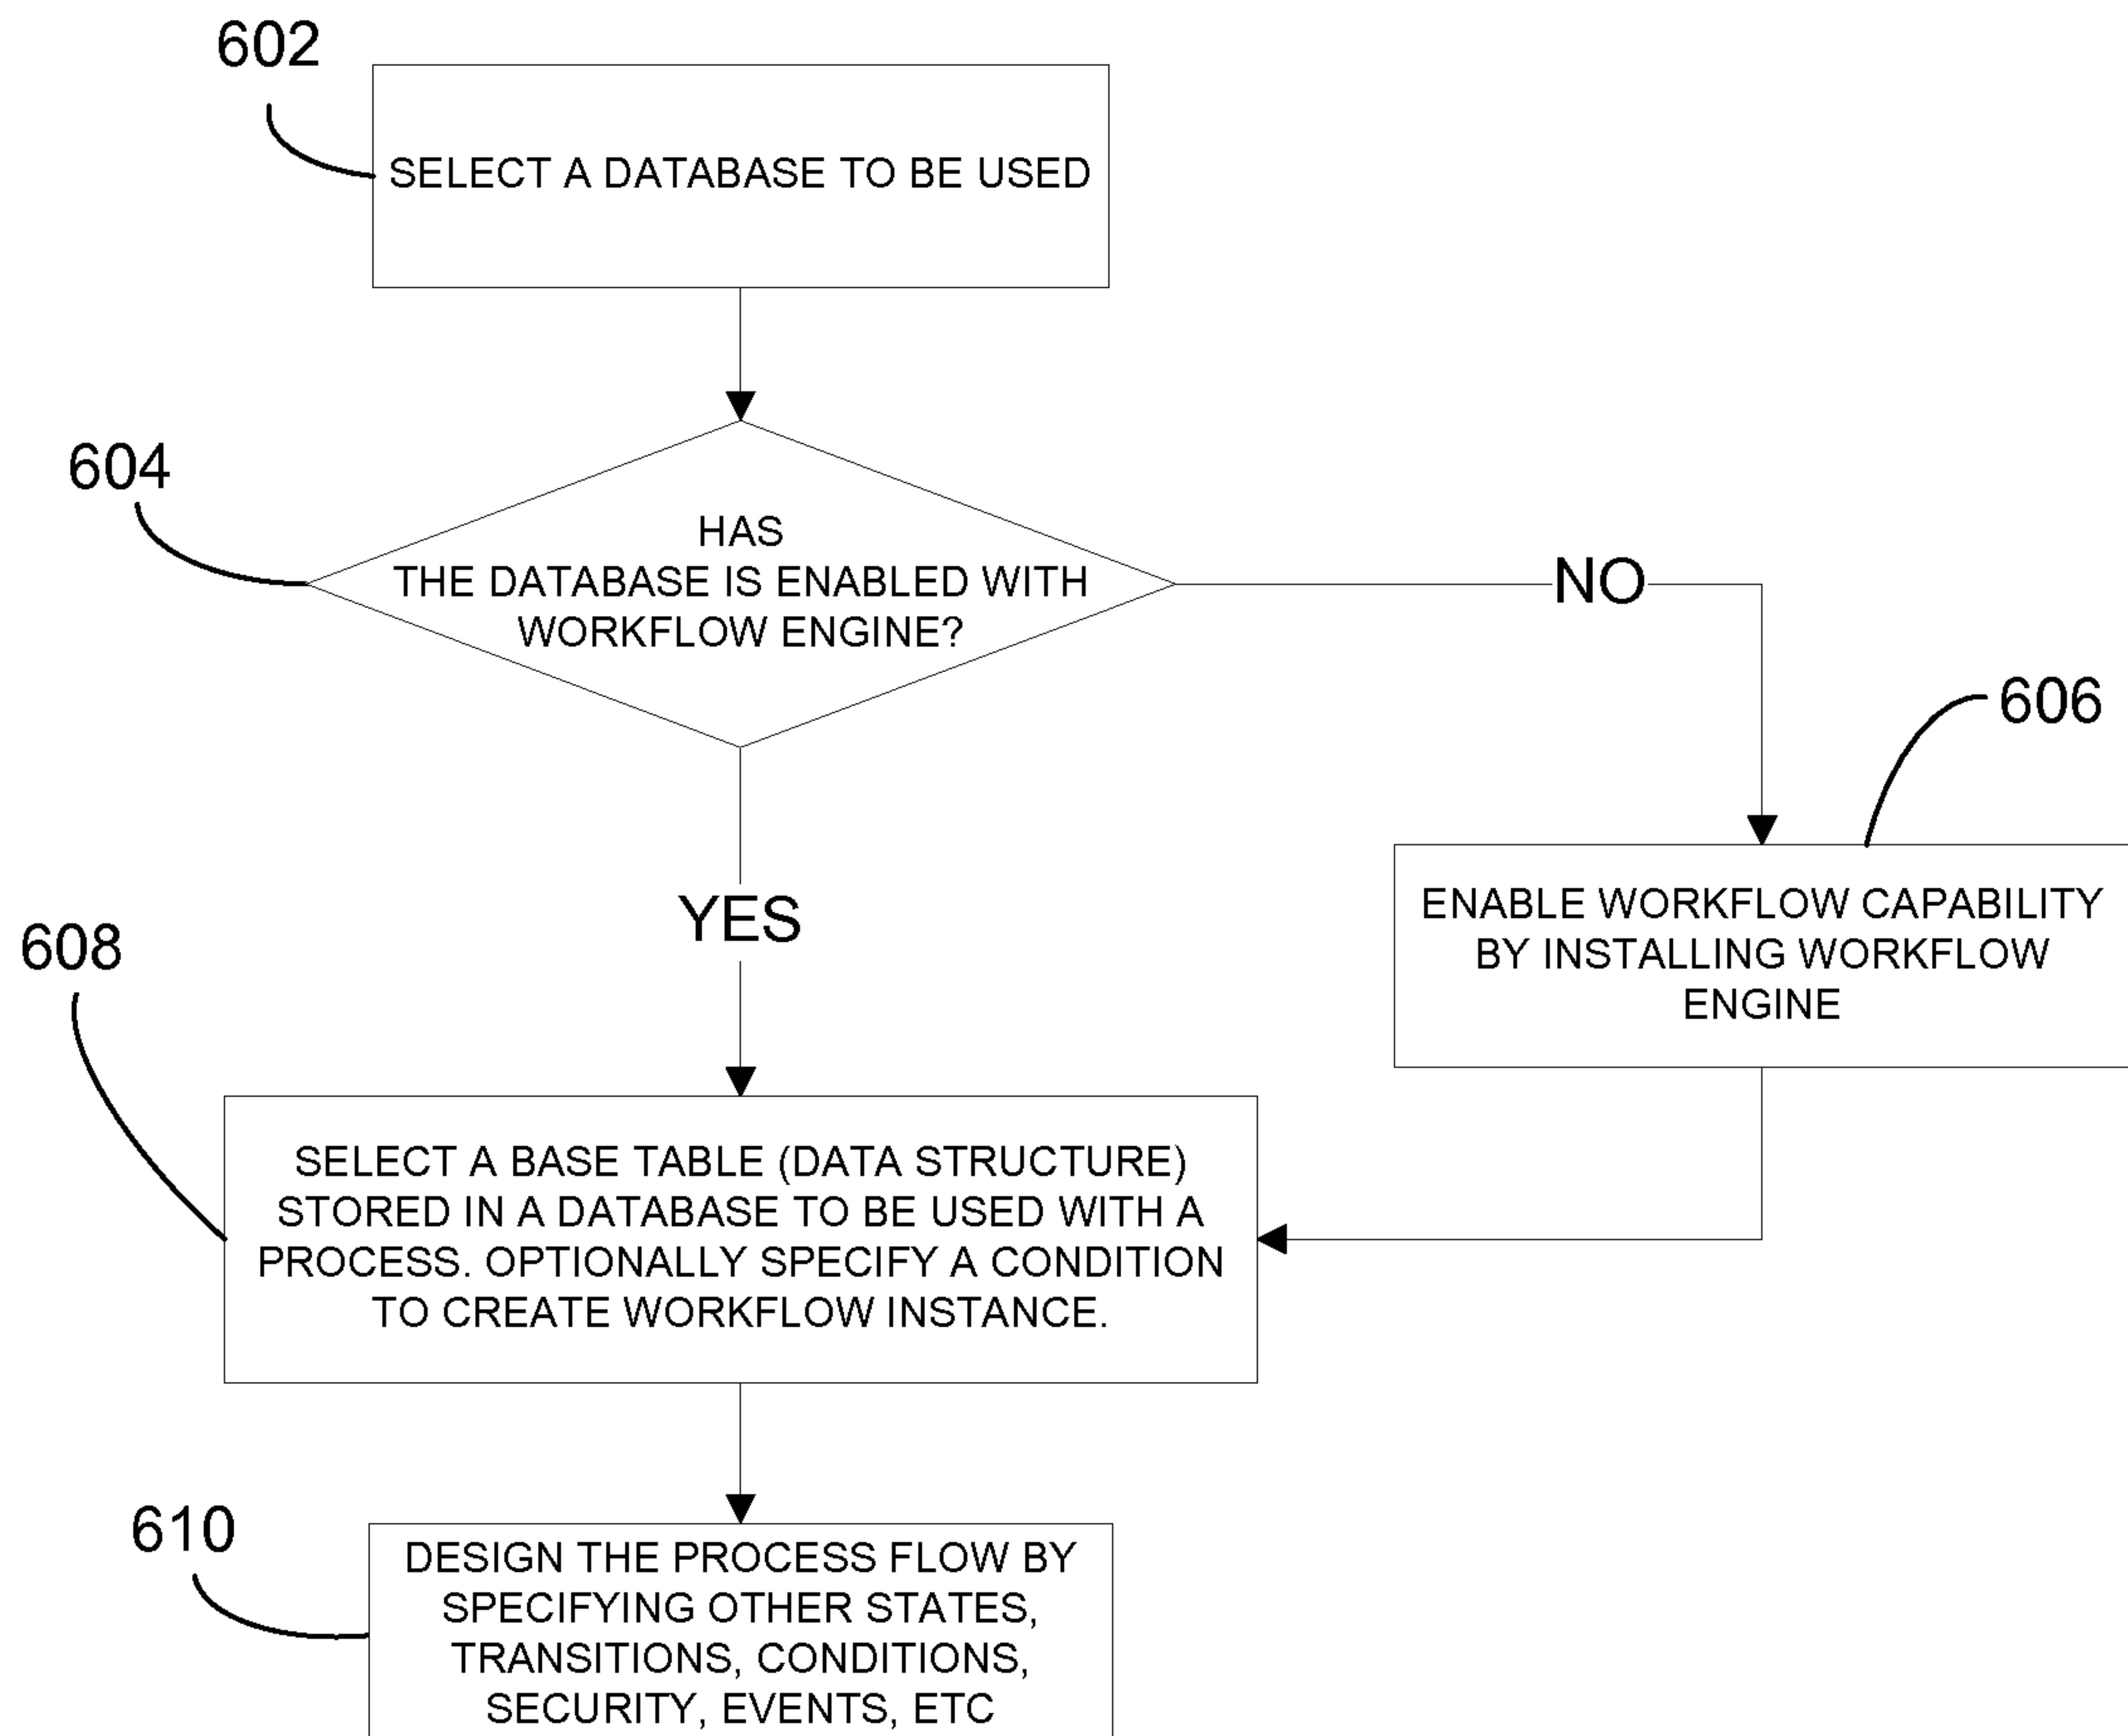 602
SELECT A DATABASE TO BE USED
604
HAS
THE DATABASE IS ENABLED WITH
WORKFLOW ENGINE?
NO
606
ENABLE WORKFLOW CAPABILITY
BY INSTALLING WORKFLOW
ENGINE
YES
608
SELECT A BASE TABLE (DATA STRUCTURE)
STORED IN A DATABASE TO BE USED WITH A
PROCESS. OPTIONALLY SPECIFY A CONDITION
TO CREATE WORKFLOW INSTANCE.
610
DESIGN THE PROCESS FLOW BY
SPECIFYING OTHER STATES,
TRANSITIONS, CONDITIONS,
SECURITY, EVENTS, ETC